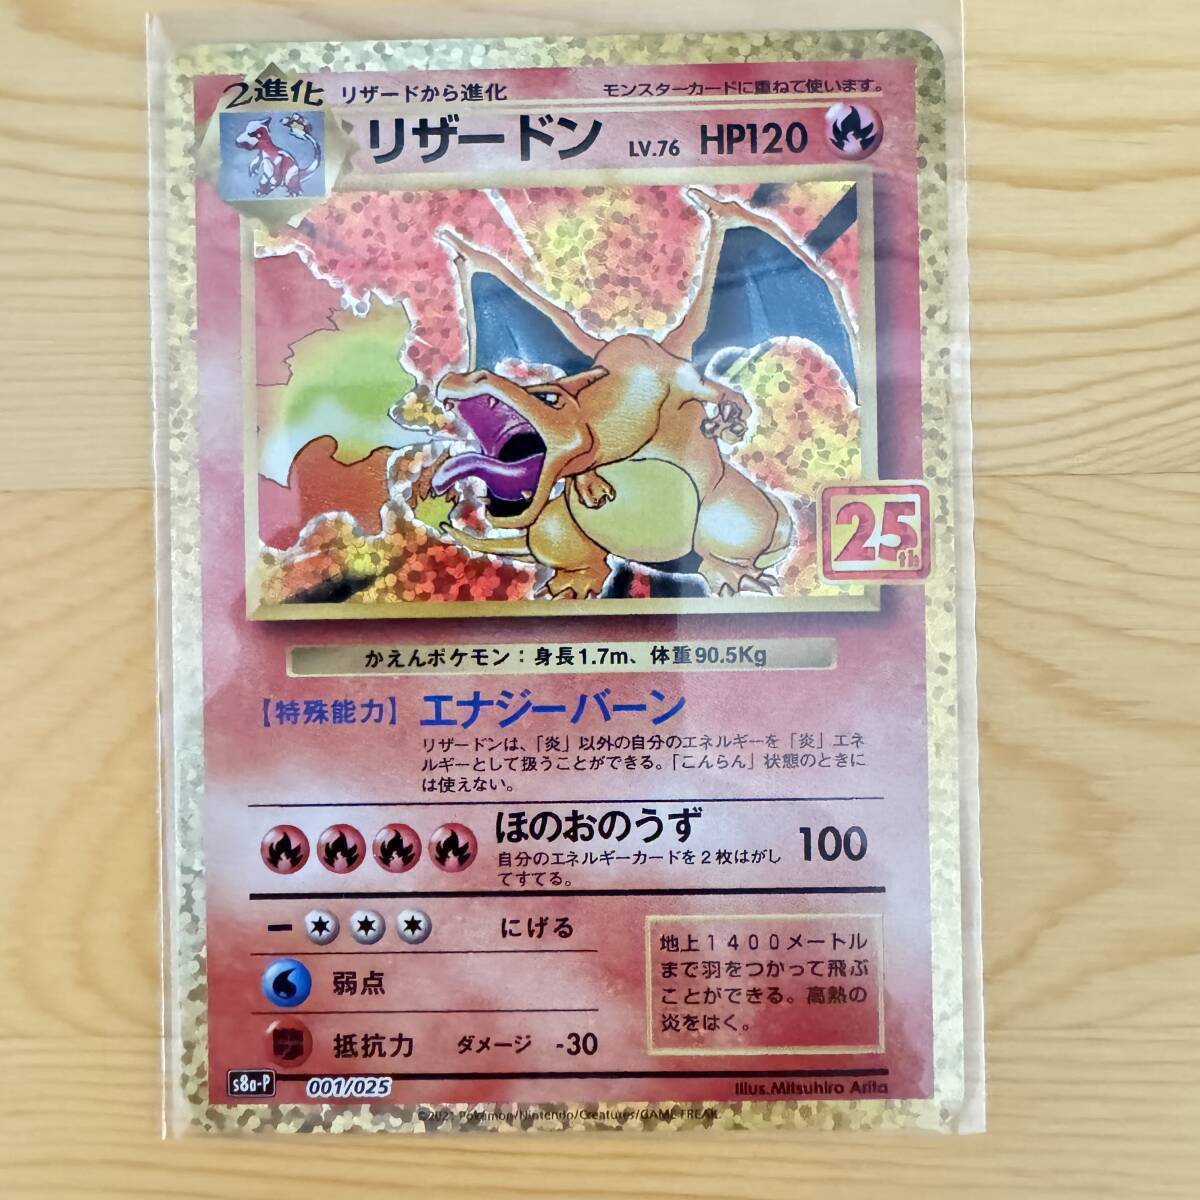 2進化 リザードから進化 モンスターカードに重ねて使います。
リザードン LV.76 HP120
25th
かえんポケモン：身長1.7m、体重90.5Kg
【特殊能力】 エナジーバーン
リザードンは、「炎」以外の自分のエネルギーを「炎」エネ
ルギーとして扱うことができる。「こんらん」状態のときに
は使えない。
ほのおのうず 100
自分のエネルギーカードを２枚はがし
てすてる。
ー にげる
弱点
抵抗力 ダメージ -30
地上１４００メートル
まで羽をつかって飛ぶ
ことができる。高熱の
炎をはく。
s8a-P 001/025
Illus.Mitsuhiro Arita
©2021 Pokémon/Nintendo/Creatures/GAME FREAK.